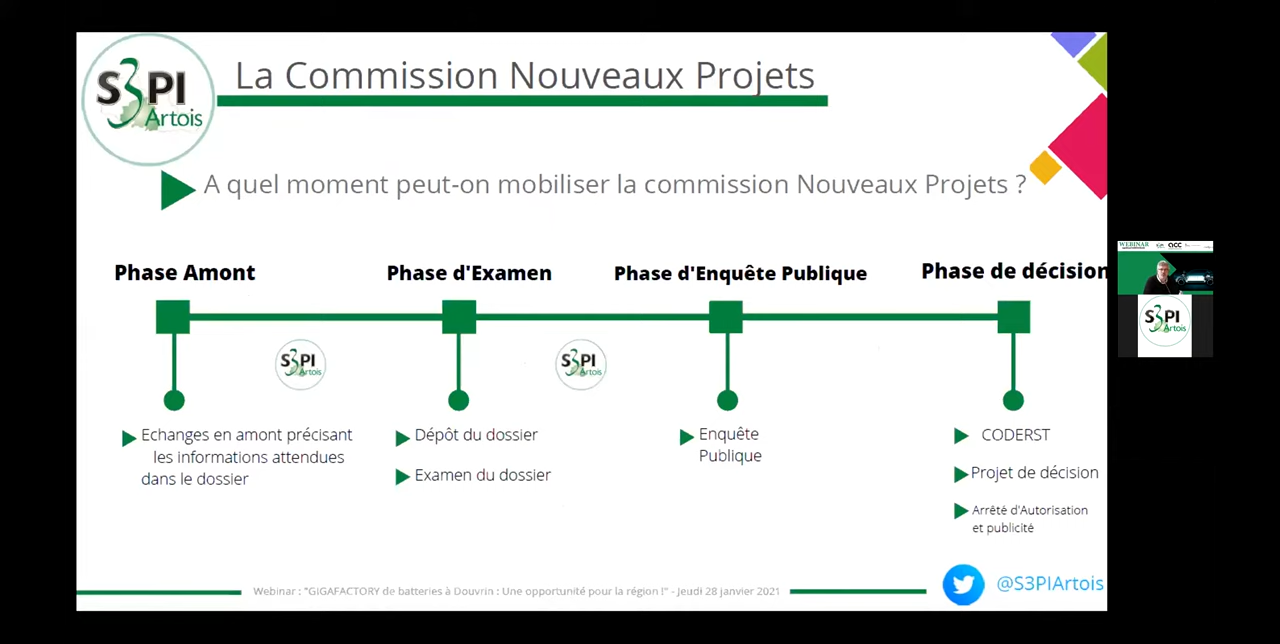 S3PI
Artois
La Commission Nouveaux Projets
A quel moment peut-on mobiliser la commission Nouveaux Projets ?
Phase Amont
Phase d'Examen
Phase d'Enquête Publique
Phase de décision
S3PI
Artois
S3PI
Artois
Echanges en amont précisant
les informations attendues
dans le dossier
Dépôt du dossier
Examen du dossier
Enquête
Publique
CODERST
Projet de décision
Arrêté d'Autorisation
et publicité
Webinar : "GIGAFACTORY de batteries à Douvrin : Une opportunité pour la région !" - Jeudi 28 janvier 2021
@S3PIArtois
WEBINAR
acc
S3PI
Artois